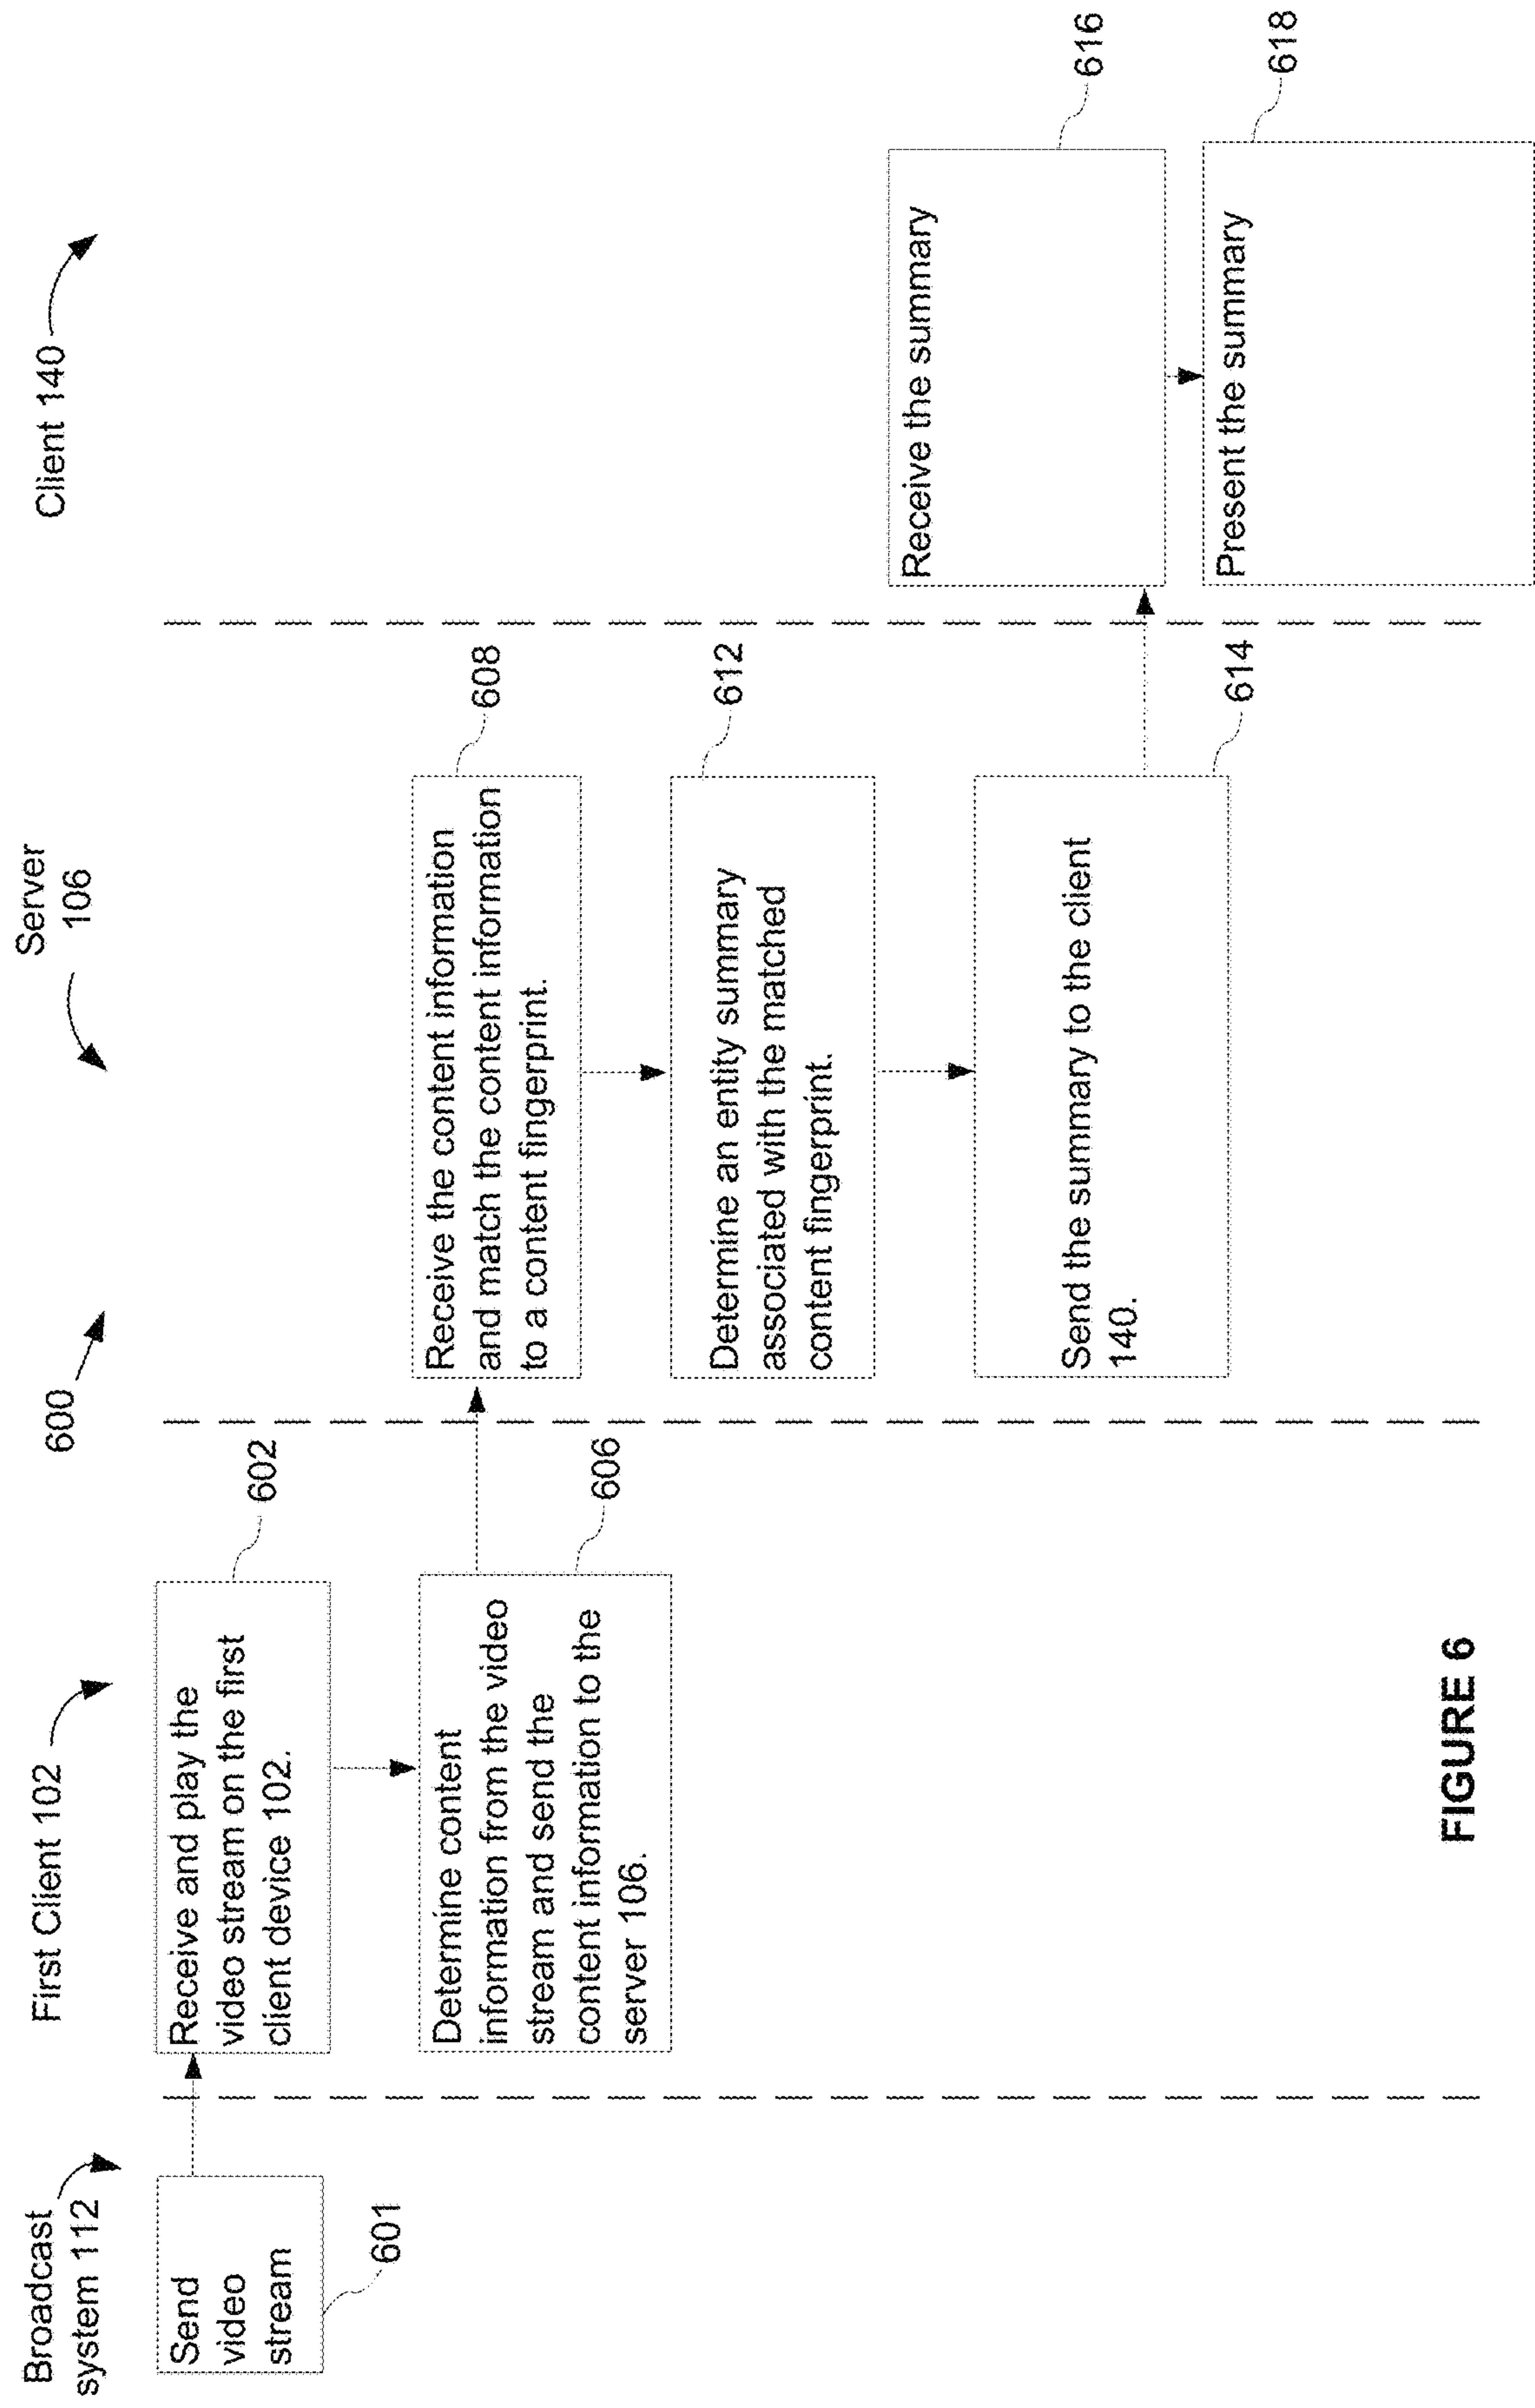 600
Broadcast
system 112
First Client 102
Server
106
Client 140
Send
video
stream
601
Receive and play the
video stream on the first
client device 102.
602
Determine content
information from the video
stream and send the
content information to the
server 106.
606
Receive the content information
and match the content information
to a content fingerprint.
608
Determine an entity summary
associated with the matched
content fingerprint.
612
Send the summary to the client
140.
614
Receive the summary
616
Present the summary
618
FIGURE 6